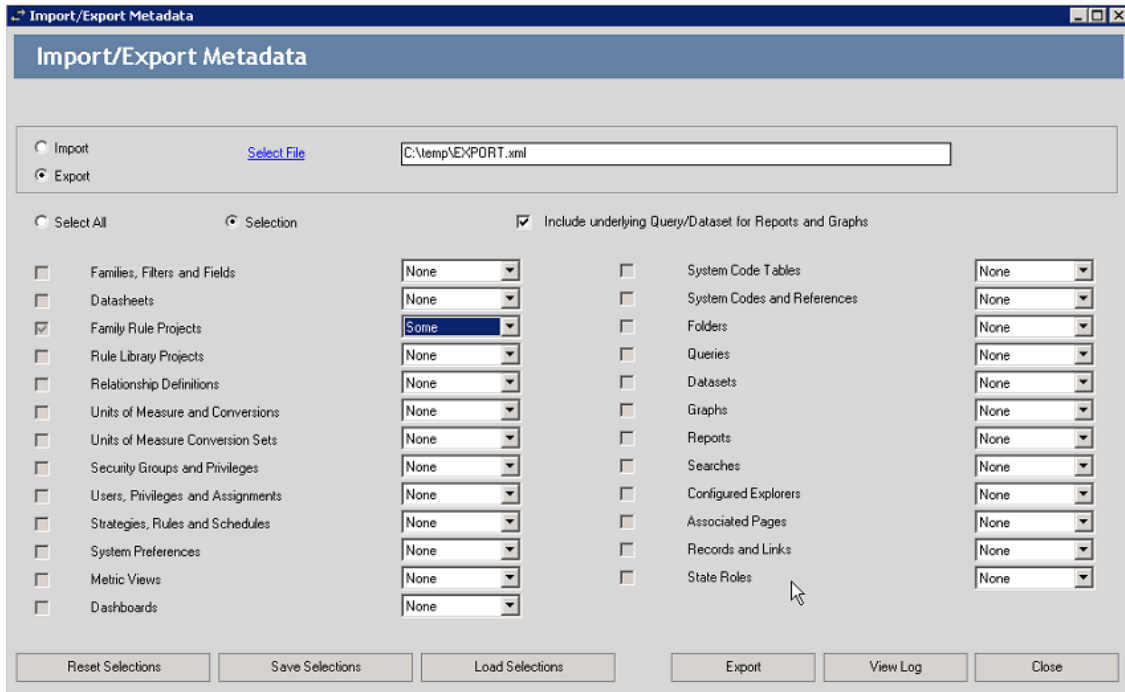 Import/Export Metadata
Import/Export Metadata
Import
Select File
C:\temp\EXPORT.xml
Export
Select All
Selection
Include underlying Query/Dataset for Reports and Graphs
Families, Filters and Fields
None
Datasheets
None
Family Rule Projects
Some
Rule Library Projects
None
Relationship Definitions
None
Units of Measure and Conversions
None
Units of Measure Conversion Sets
None
Security Groups and Privileges
None
Users, Privileges and Assignments
None
Strategies, Rules and Schedules
None
System Preferences
None
Metric Views
None
Dashboards
None
System Code Tables
None
System Codes and References
None
Folders
None
Queries
None
Datasets
None
Graphs
None
Reports
None
Searches
None
Configured Explorers
None
Associated Pages
None
Records and Links
None
State Roles
None
Reset Selections
Save Selections
Load Selections
Export
View Log
Close